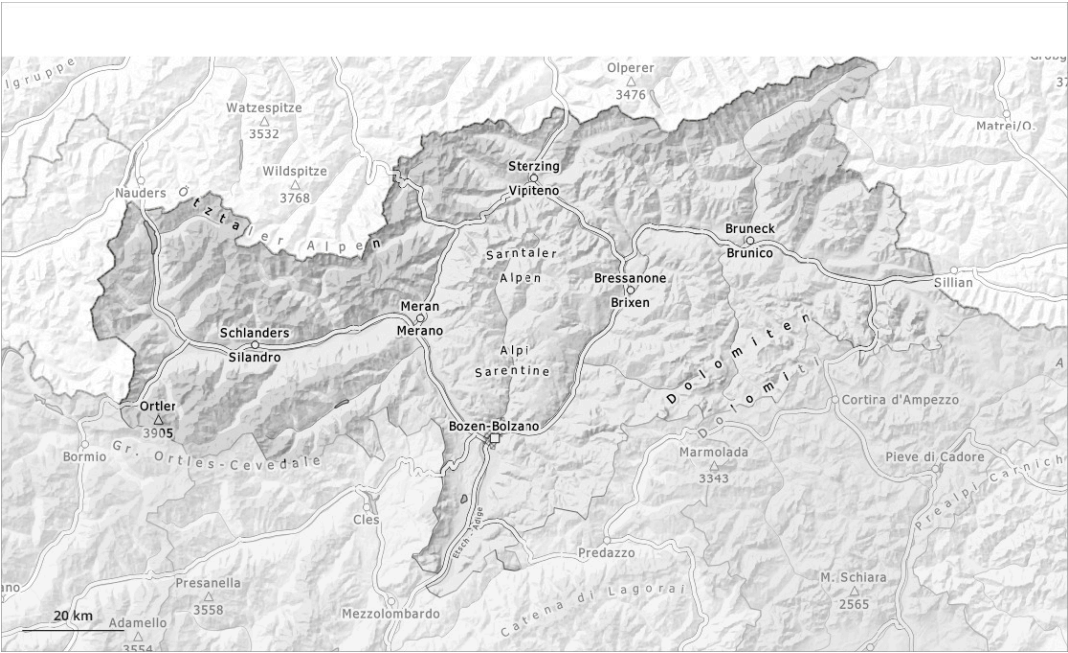 lgruppe
Olperer
3476
Watzespitze
3532
Matrei/O.
Wildspitze
3768
Nauders
Sterzing
Vipiteno
Ötztaler Alpen
Bruneck
Brunico
Sarntaler
Alpen
Sillian
Bressanone
Brixen
Meran
Merano
Schlanders
Silandro
Alpi
Sarentine
Dolomiten
Dolomiti
Ortler
3905
Cortina d'Ampezzo
Bozen-Bolzano
Gr. Ortles-Cevedale
Bormio
Marmolada
3343
Pieve di Cadore
Prealpi Carnich
Cles
Etsch - Adige
Predazzo
Presanella
3558
M. Schiara
2565
Catena di Lagorai
Mezzolombardo
20 km
Adamello
3554